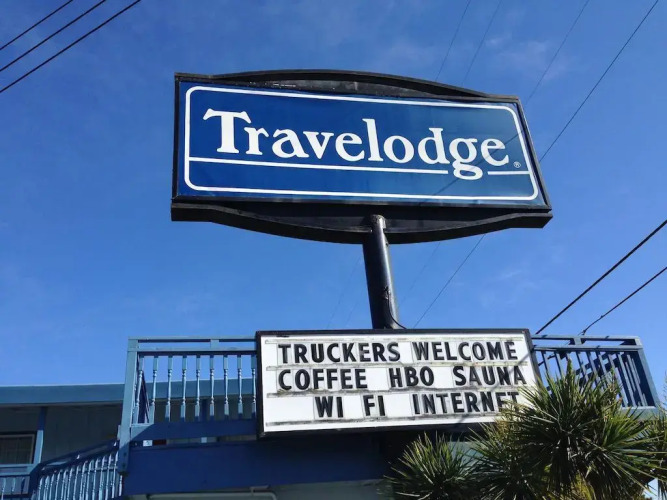 Travelodge®
TRUCKERS WELCOME
COFFEE HBO SAUNA
WI FI INTERNET